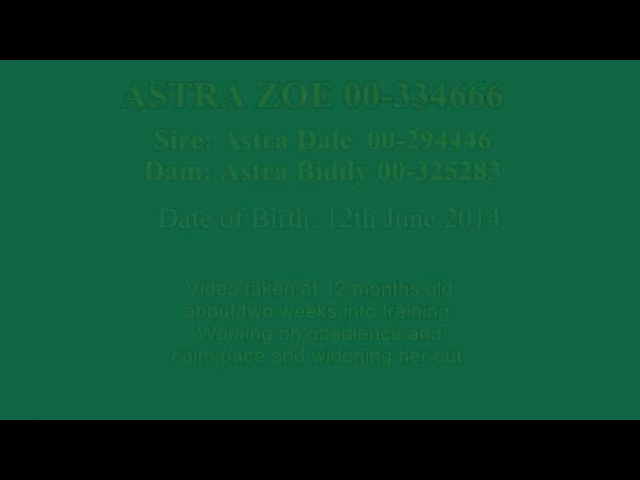 ASTRA ZOE 00-334666
Sire: Astra Dale 00-294446
Dam: Astra Biddy 00-325283
Date of Birth. 12th June 2014
Video taken at 12 months old
about two weeks into training
Working on obedience and
calm pace and widening her out